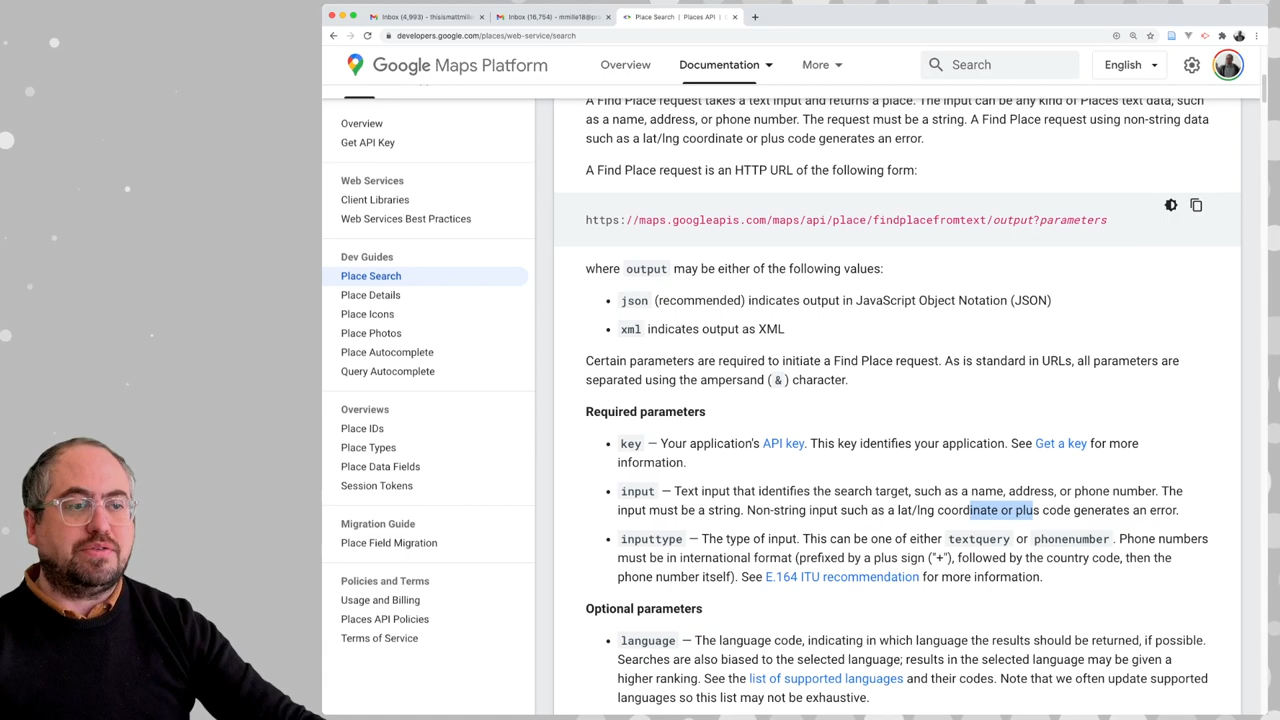 Inbox (4,993) - thisismattmill
Inbox (16,754) - mmille18@pr
Place Search | Places API |
developers.google.com/places/web-service/search
Google Maps Platform
Overview
Documentation
More
Search
English
Overview
Get API Key
Web Services
Client Libraries
Web Services Best Practices
Dev Guides
Place Search
Place Details
Place Icons
Place Photos
Place Autocomplete
Query Autocomplete
Overviews
Place IDs
Place Types
Place Data Fields
Session Tokens
Migration Guide
Place Field Migration
Policies and Terms
Usage and Billing
Places API Policies
Terms of Service
A Find Place request takes a text input and returns a place. The input can be any kind of Places text data, such
as a name, address, or phone number. The request must be a string. A Find Place request using non-string data
such as a lat/lng coordinate or plus code generates an error.
A Find Place request is an HTTP URL of the following form:
https://maps.googleapis.com/maps/api/place/findplacefromtext/output?parameters
where output may be either of the following values:
• json (recommended) indicates output in JavaScript Object Notation (JSON)
• xml indicates output as XML
Certain parameters are required to initiate a Find Place request. As is standard in URLs, all parameters are
separated using the ampersand (&) character.
Required parameters
• key — Your application's API key. This key identifies your application. See Get a key for more
information.
• input — Text input that identifies the search target, such as a name, address, or phone number. The
input must be a string. Non-string input such as a lat/lng coordinate or plus code generates an error.
• inputtype — The type of input. This can be one of either textquery or phonenumber. Phone numbers
must be in international format (prefixed by a plus sign ("+"), followed by the country code, then the
phone number itself). See E.164 ITU recommendation for more information.
Optional parameters
• language — The language code, indicating in which language the results should be returned, if possible.
Searches are also biased to the selected language; results in the selected language may be given a
higher ranking. See the list of supported languages and their codes. Note that we often update supported
languages so this list may not be exhaustive.